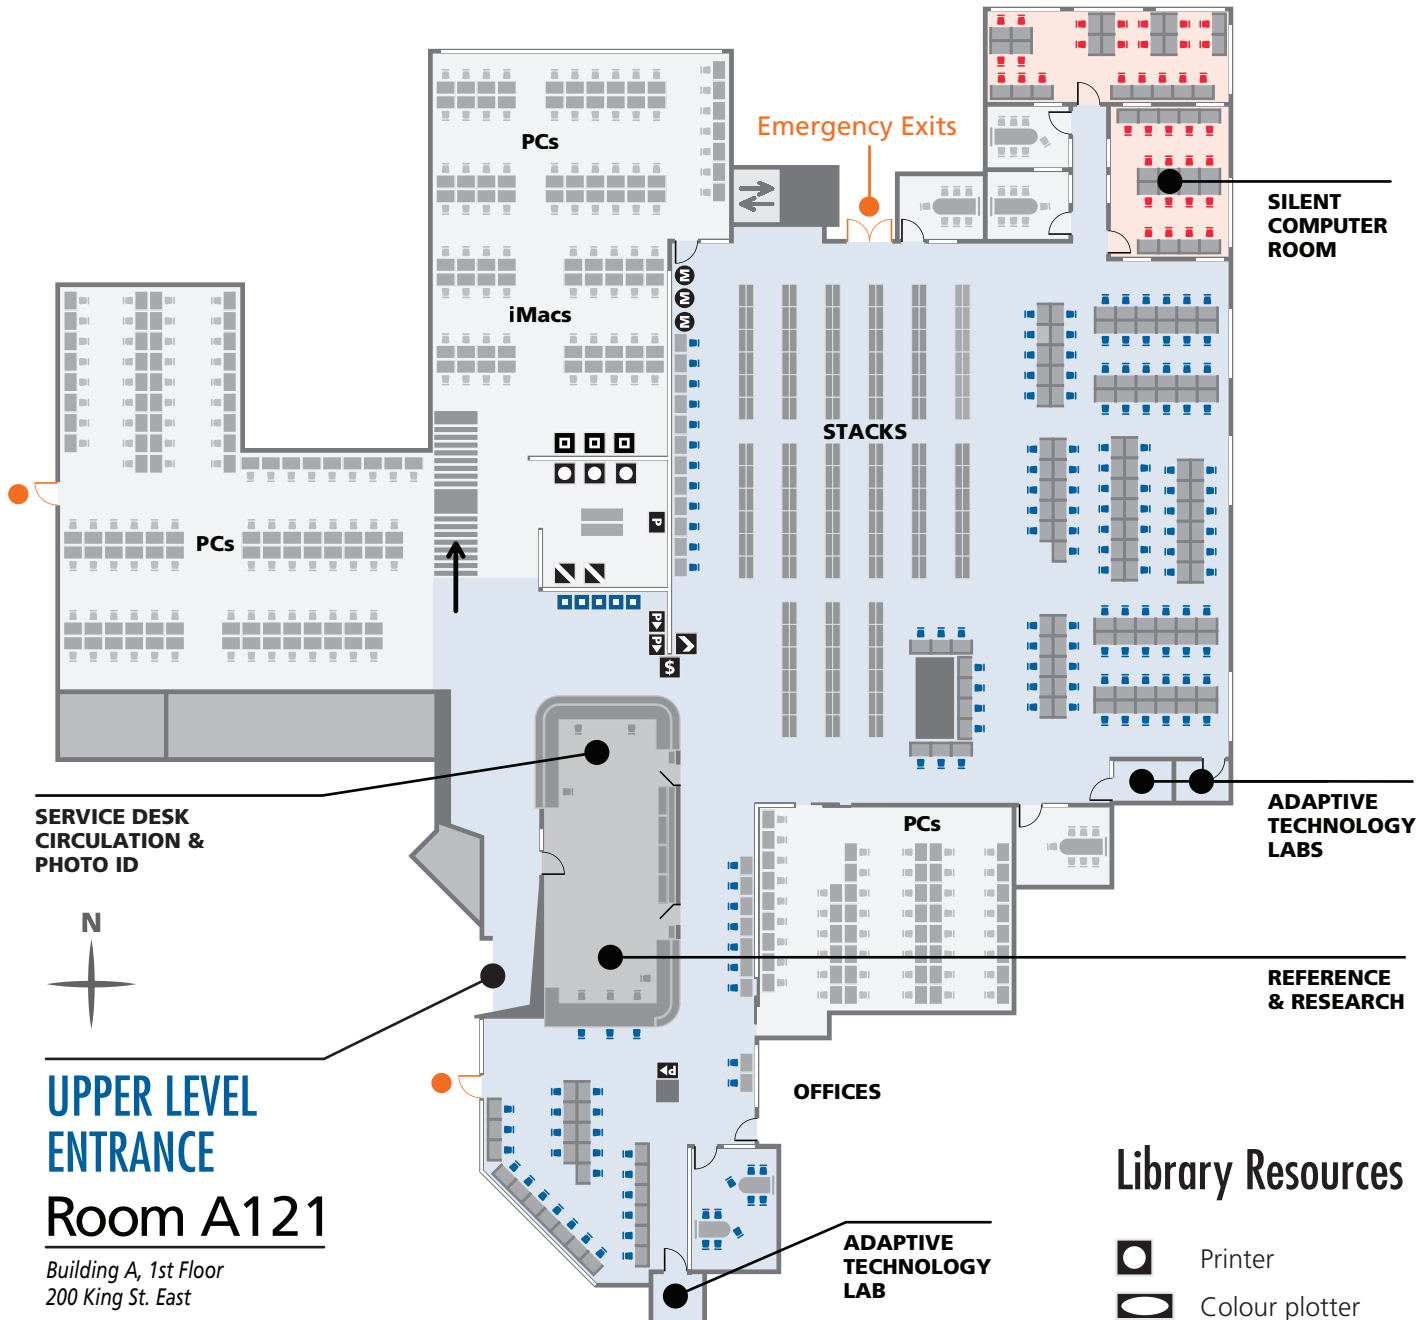 Emergency Exits
PCs
SILENT
COMPUTER
ROOM
iMacs
M
M
M
STACKS
PCs
P
P
P
$
SERVICE DESK
CIRCULATION &
PHOTO ID
PCs
ADAPTIVE
TECHNOLOGY
LABS
N
REFERENCE
& RESEARCH
P
UPPER LEVEL
ENTRANCE
Room A121
Building A, 1st Floor
200 King St. East
OFFICES
ADAPTIVE
TECHNOLOGY
LAB
Library Resources
Printer
Colour plotter